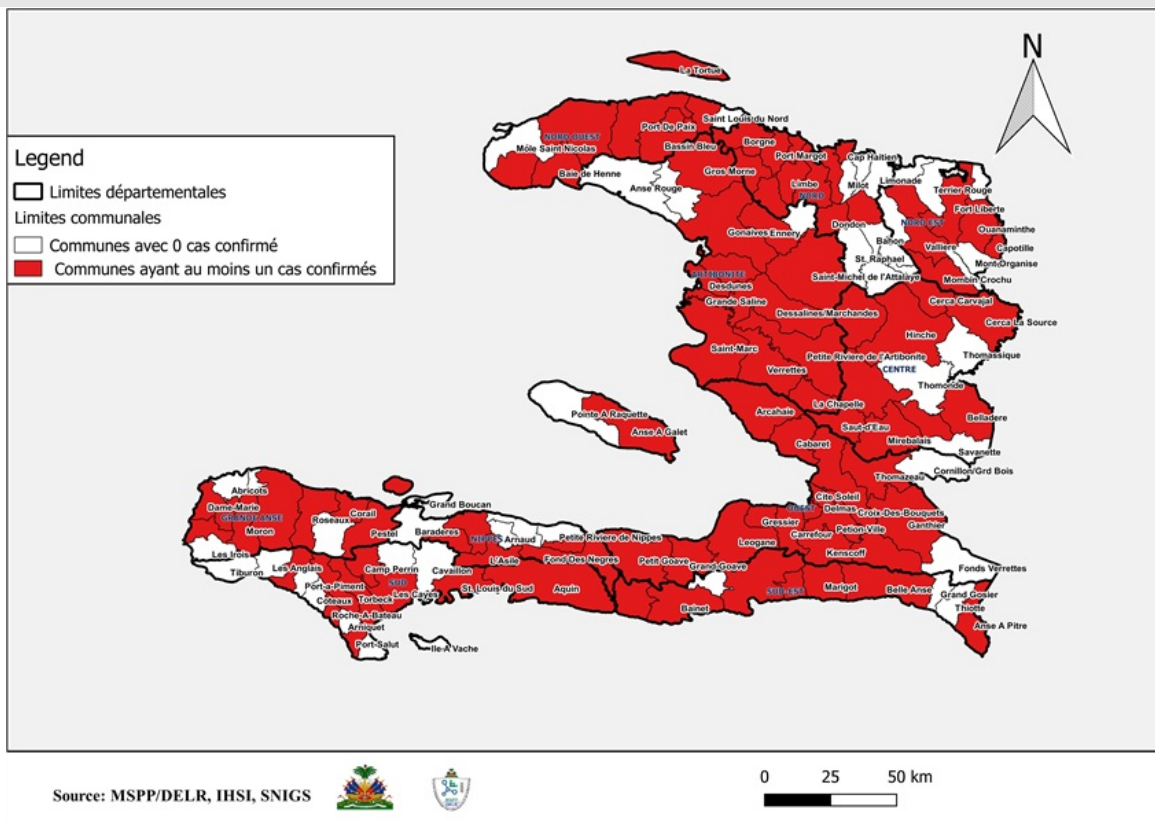 N
La Tortue
Saint Louis du Nord
Port De Paix
NORD OUEST
Môle Saint Nicolas
Bassin Bleu
Borgne
Port Margot
Cap Haïtien
Baie de Henne
Gros Morne
Limbe
Milot
Limonade
Terrier Rouge
Anse Rouge
NORD
Fort Liberte
Legend
Limites départementales
Limites communales
Communes avec 0 cas confirmé
Communes ayant au moins un cas confirmés
Gonaives
Ennery
Dondon
NORD EST
Ouanaminthe
Bahon
Valliere
Capotille
St. Raphael
Mont Organise
ARTIBONITE
Saint-Michel de l'Attalaye
Mombin Crochu
Desdunes
Grande Saline
Cerca Carvajal
Dessalines/Marchandes
Cerca La Source
Hinche
Saint-Marc
Petite Riviere de l'Artibonite
Thomassique
Verrettes
CENTRE
Thomonde
La Chapelle
Pointe A Raquette
Arcahaie
Belladere
Anse A Galet
Saut-d'Eau
Cabaret
Mirebalais
Savanette
Cornillon/Grd Bois
Thomazeau
Abricots
Grand Boucan
Cite Soleil
Dame-Marie
Corail
OUEST
Delmas
Croix-Des-Bouquets
GRANDE ANSE
Roseaux
Gressier
Ganthier
Moron
Pestel
Baraderes
Carrefour
Petion Ville
NIPPES
Arnaud
Petite Riviere de Nippes
Leogane
Kenscoff
Les Irois
L'Asile
Fond Des Negres
Petit Goave
Grand-Goave
Fonds Verrettes
Tiburon
Les Anglais
Camp Perrin
Cavaillon
Port-a-Piment
SUD
St. Louis du Sud
Aquin
SUD EST
Marigot
Belle Anse
Grand Gosier
Coteaux
Torbeck
Les Cayes
Bainet
Thiotte
Roche-A-Bateau
Arniquet
Anse A Pitre
Port-Salut
Ile-A Vache
Source: MSPP/DELR, IHSI, SNIGS
0 25 50 km